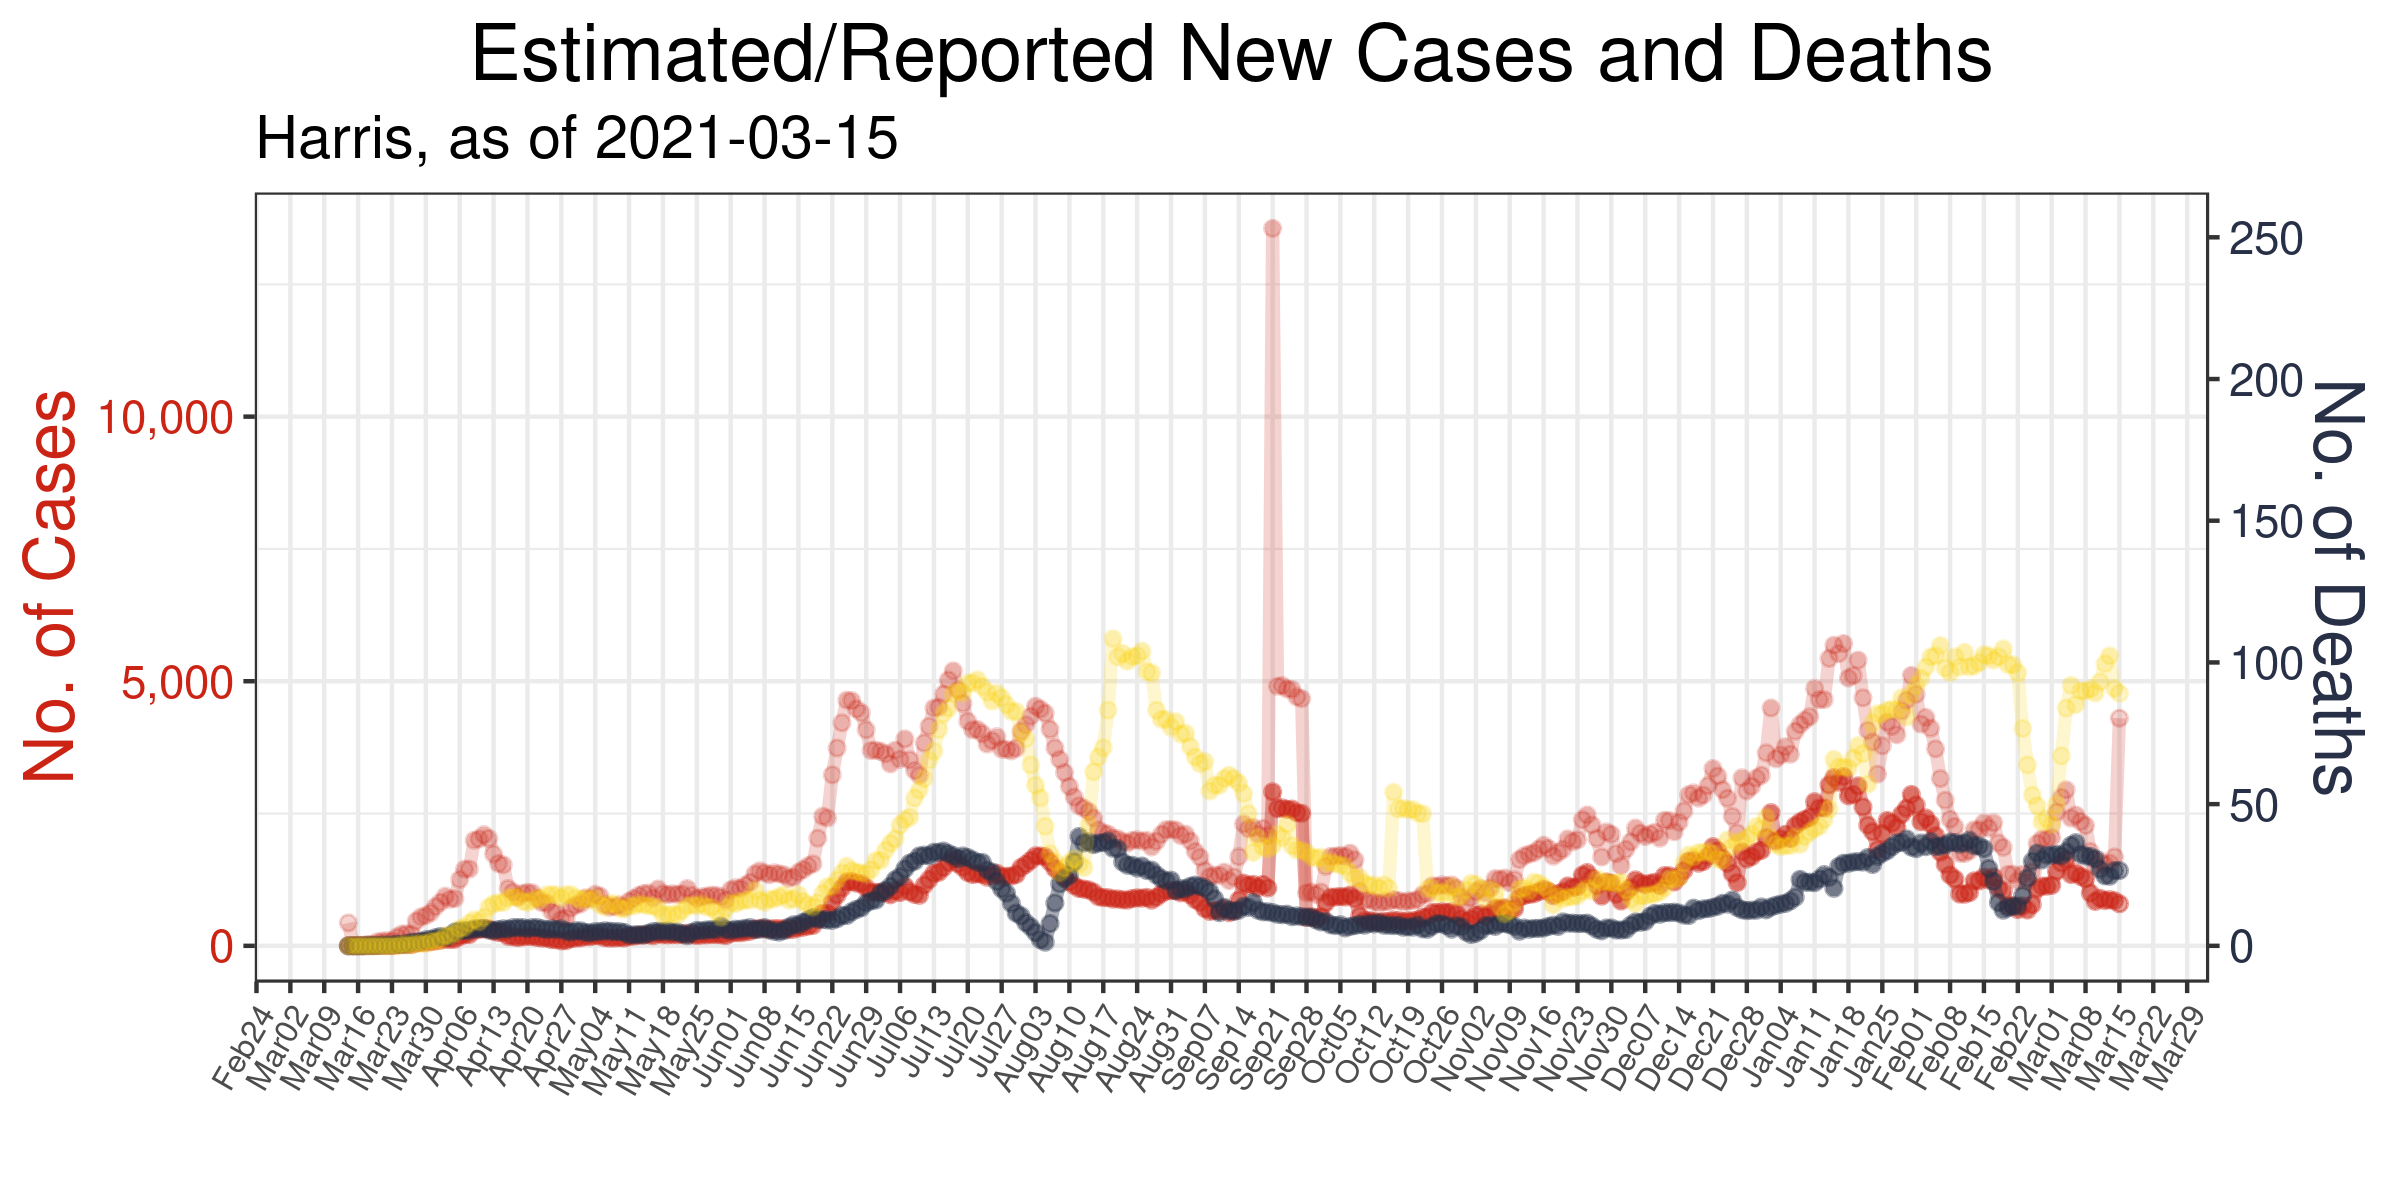 Estimated/Reported New Cases and Deaths
Harris, as of 2021-03-15
No. of Cases
10,000
5,000
0
250
200
150
100
50
0
No. of Deaths
Feb24 Mar02 Mar09 Mar16 Mar23 Mar30 Apr06 Apr13 Apr20 Apr27 May04 May11 May18 May25 Jun01 Jun08 Jun15 Jun22 Jun29 Jul06 Jul13 Jul20 Jul27 Aug03 Aug10 Aug17 Aug24 Aug31 Sep07 Sep14 Sep21 Sep28 Oct05 Oct12 Oct19 Oct26 Nov02 Nov09 Nov16 Nov23 Nov30 Dec07 Dec14 Dec21 Dec28 Jan04 Jan11 Jan18 Jan25 Feb01 Feb08 Feb15 Feb22 Mar01 Mar08 Mar15 Mar22 Mar29